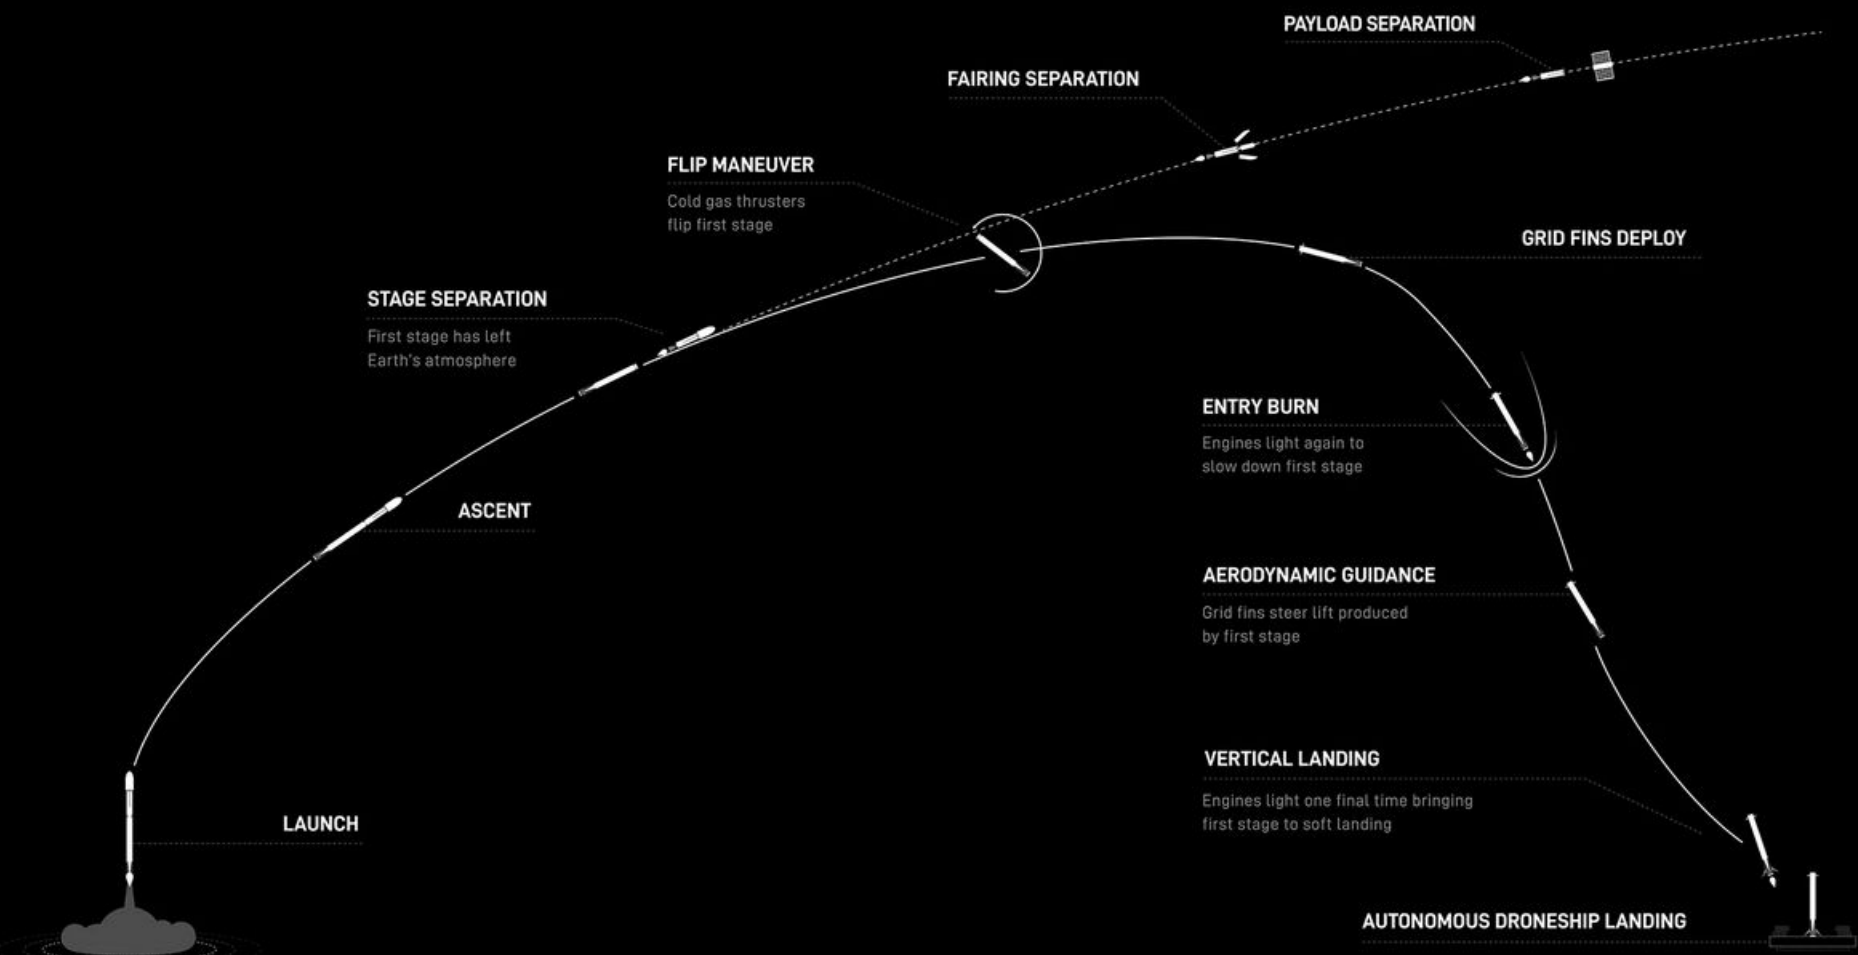 PAYLOAD SEPARATION
FAIRING SEPARATION
FLIP MANEUVER
Cold gas thrusters
flip first stage
GRID FINS DEPLOY
STAGE SEPARATION
First stage has left
Earth's atmosphere
ENTRY BURN
Engines light again to
slow down first stage
ASCENT
AERODYNAMIC GUIDANCE
Grid fins steer lift produced
by first stage
VERTICAL LANDING
Engines light one final time bringing
first stage to soft landing
LAUNCH
AUTONOMOUS DRONESHIP LANDING